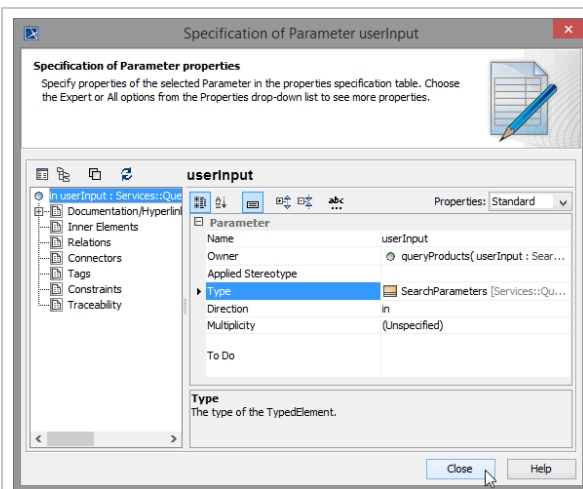 Specification of Parameter userInput
Specification of Parameter properties
Specify properties of the selected Parameter in the properties specification table. Choose
the Expert or All options from the Properties drop-down list to see more properties.
userInput
in userInput : Services::Que
Documentation/Hyperlin
Inner Elements
Relations
Connectors
Tags
Constraints
Traceability
abc
Properties: Standard
Parameter
Name userInput
Owner queryProducts( userInput : Sear...
Applied Stereotype
Type SearchParameters [Services::Qu...
Direction in
Multiplicity (Unspecified)
To Do
Type
The type of the TypedElement.
Close Help